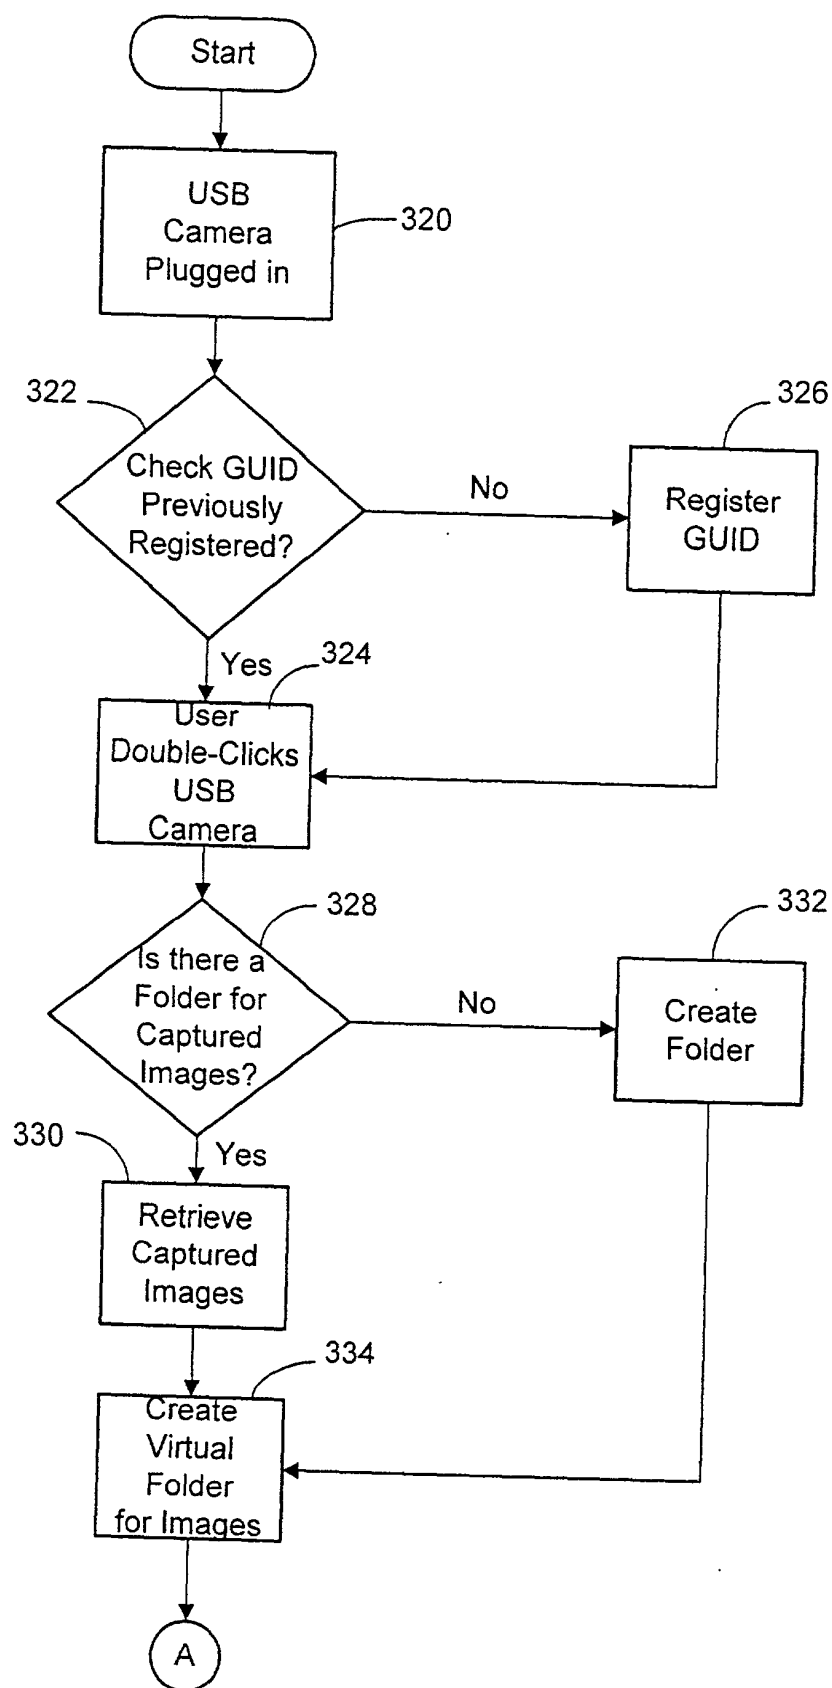 Start
USB
Camera
Plugged in
320
322
Check GUID
Previously
Registered?
No
326
Register
GUID
Yes
324
User
Double-Clicks
USB
Camera
328
Is there a
Folder for
Captured
Images?
No
332
Create
Folder
330
Yes
Retrieve
Captured
Images
334
Create
Virtual
Folder
for Images
A